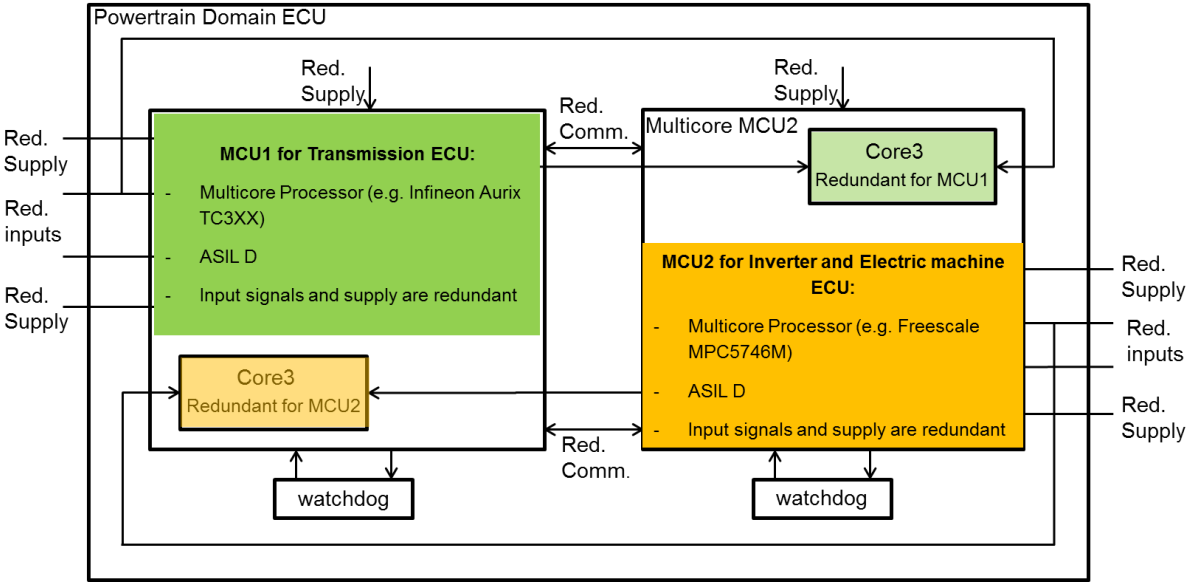 Powertrain Domain ECU
Red.
Supply
Red.
Supply
Red.
Comm.
Red.
Supply
Red.
inputs
Red.
Supply
MCU1 for Transmission ECU:
- Multicore Processor (e.g. Infineon Aurix
TC3XX)
- ASIL D
- Input signals and supply are redundant
Core3
Redundant for MCU2
watchdog
Multicore MCU2
Core3
Redundant for MCU1
MCU2 for Inverter and Electric machine
ECU:
- Multicore Processor (e.g. Freescale
MPC5746M)
- ASIL D
- Input signals and supply are redundant
Red.
Comm.
watchdog
Red.
Supply
Red.
inputs
Red.
Supply